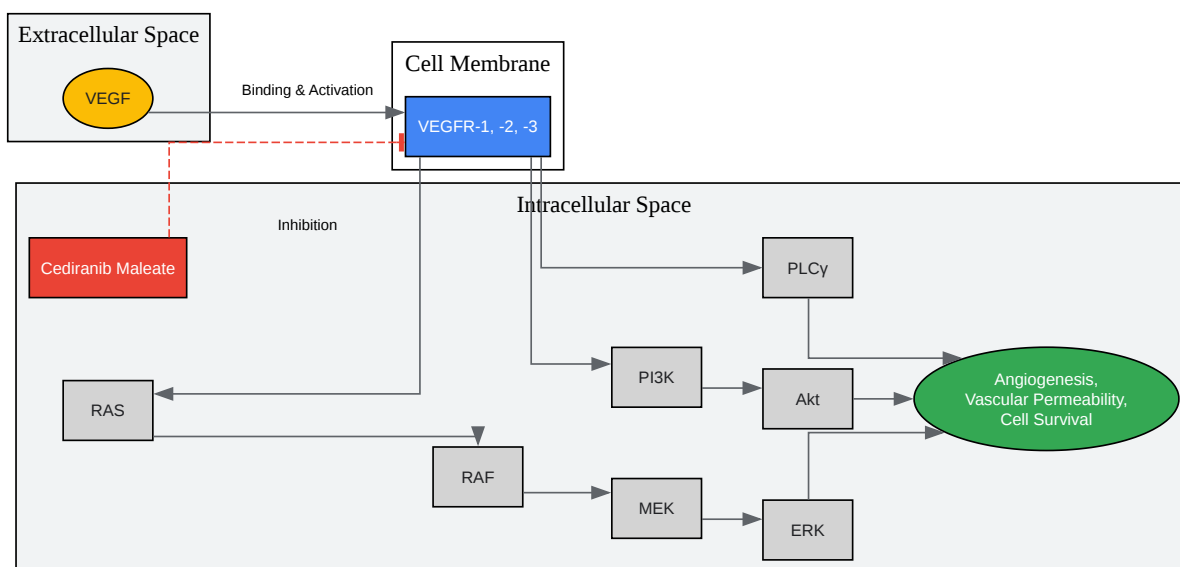 Extracellular Space
VEGF
Binding & Activation
Cell Membrane
VEGFR-1, -2, -3
Intracellular Space
Inhibition
Cediranib Maleate
PLCγ
PI3K
Akt
Angiogenesis,
Vascular Permeability,
Cell Survival
RAS
RAF
MEK
ERK